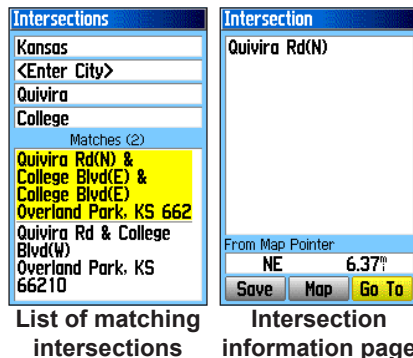 Intersections
Kansas
<Enter City>
Quivira
College
Matches (2)
Quivira Rd(N) &
College Blvd(E) &
College Blvd(E)
Overland Park, KS 662
Quivira Rd & College
Blvd(W)
Overland Park, KS
66210
List of matching
intersections
Intersection
Quivira Rd(N)
From Map Pointer
NE 6.37m
Save Map Go To
Intersection
information page